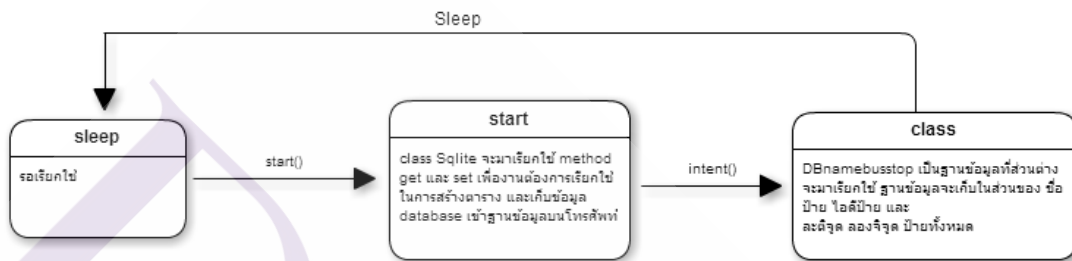 Sleep
sleep
รอเรียกใช้
start()
start
class Sqlite จะมาเรียกใช้ method
get และ set เพื่องานต้องการเรียกใช้
ในการสร้างตาราง และเก็บข้อมูล
database เข้าฐานข้อมูลบนโทรศัพท์
intent()
class
DBnamebusstop เป็นฐานข้อมูลที่ส่วนต่าง
จะมาเรียกใช้ ฐานข้อมูลจะเก็บในส่วนของ ชื่อ
ป้าย ไอดีป้าย และ
ละติจูด ลองจิจูด ป้ายทั้งหมด